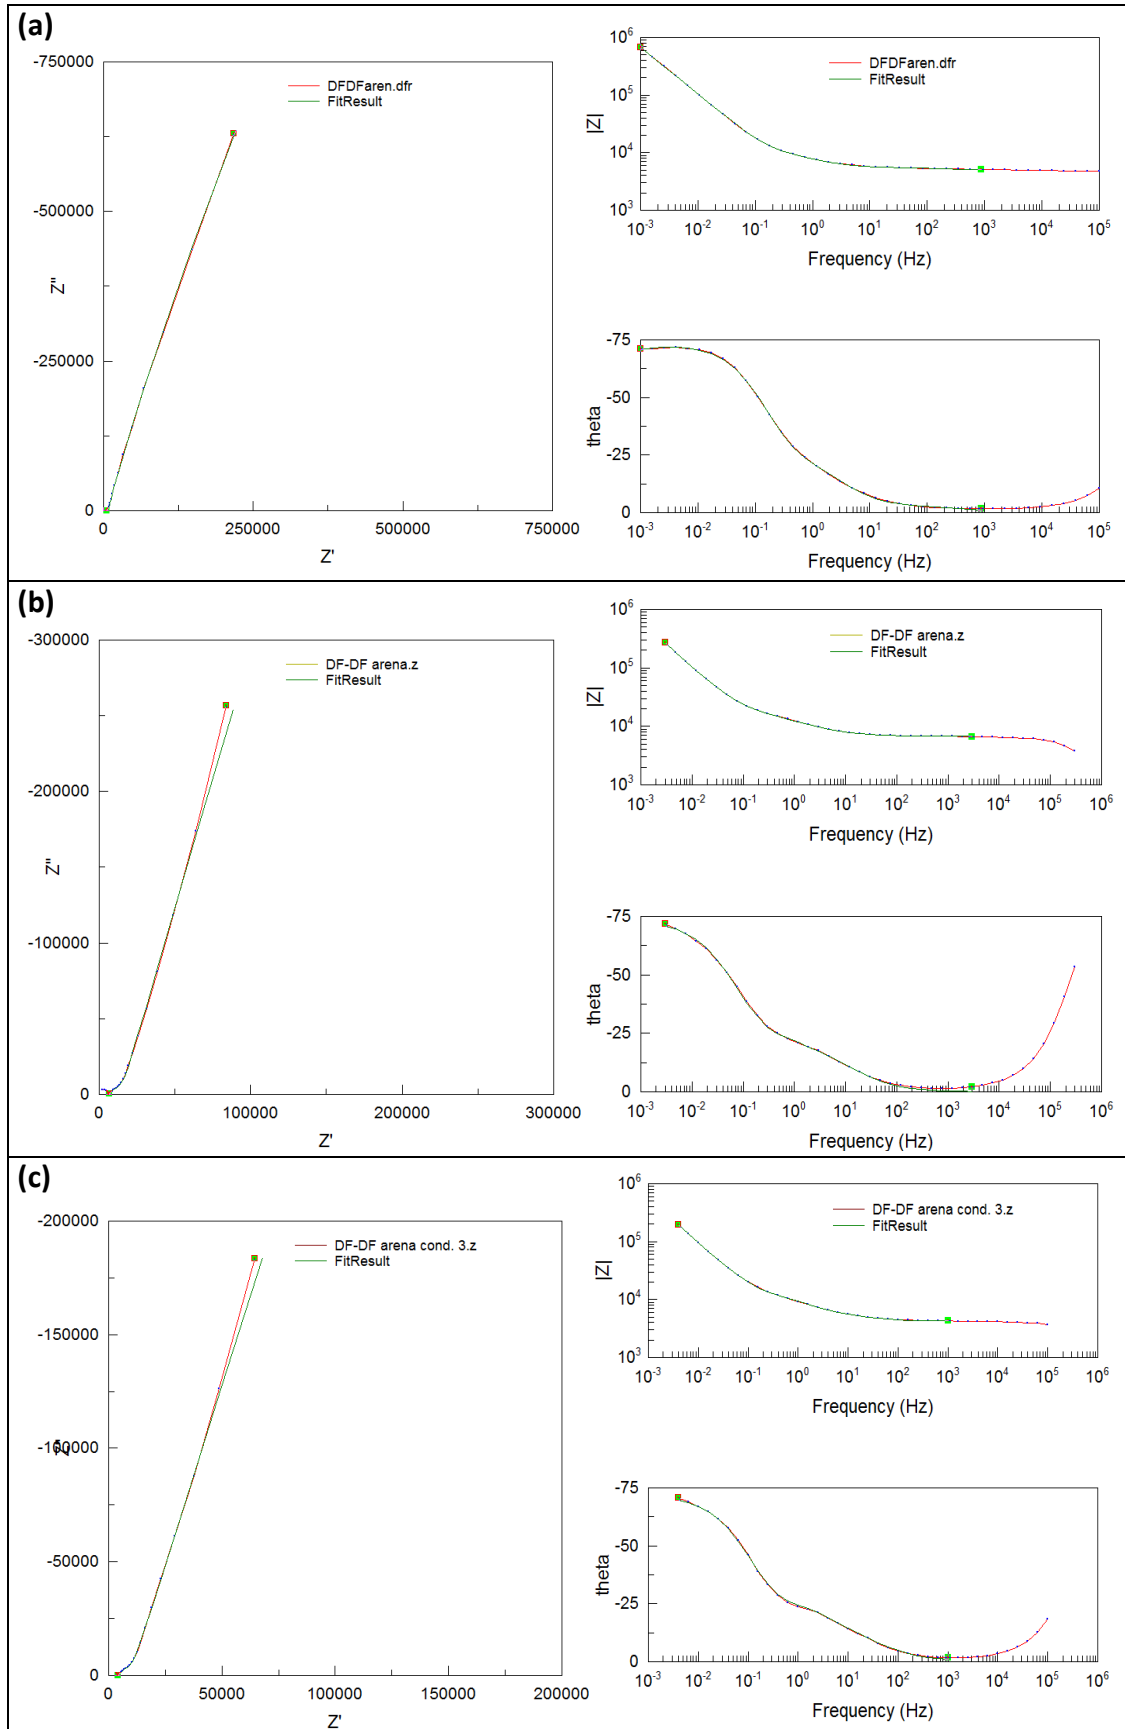 (a)
-750000
-500000
-250000
0
Z''
0 250000 500000 750000
Z'
DFDFaren.dfr
FitResult
10^6
10^5
10^4
10^3
|Z|
10^-3 10^-2 10^-1 10^0 10^1 10^2 10^3 10^4 10^5
Frequency (Hz)
DFDFaren.dfr
FitResult
-75
-50
-25
0
theta
10^-3 10^-2 10^-1 10^0 10^1 10^2 10^3 10^4 10^5
Frequency (Hz)
(b)
-300000
-200000
-100000
0
Z''
0 100000 200000 300000
Z'
DF-DF arena.z
FitResult
10^6
10^5
10^4
10^3
|Z|
10^-3 10^-2 10^-1 10^0 10^1 10^2 10^3 10^4 10^5 10^6
Frequency (Hz)
DF-DF arena.z
FitResult
-75
-50
-25
0
theta
10^-3 10^-2 10^-1 10^0 10^1 10^2 10^3 10^4 10^5 10^6
Frequency (Hz)
(c)
-200000
-150000
-100000
-50000
0
Z''
0 50000 100000 150000 200000
Z'
DF-DF arena cond. 3.z
FitResult
10^6
10^5
10^4
10^3
|Z|
10^-3 10^-2 10^-1 10^0 10^1 10^2 10^3 10^4 10^5 10^6
Frequency (Hz)
DF-DF arena cond. 3.z
FitResult
-75
-50
-25
0
theta
10^-3 10^-2 10^-1 10^0 10^1 10^2 10^3 10^4 10^5 10^6
Frequency (Hz)